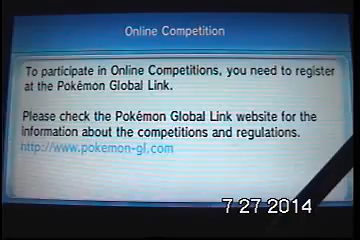 Online Competition
To participate in Online Competitions, you need to register
at the Pokémon Global Link.
Please check the Pokémon Global Link website for the
information about the competitions and regulations.
http://www.pokemon-gl.com
7 27 2014